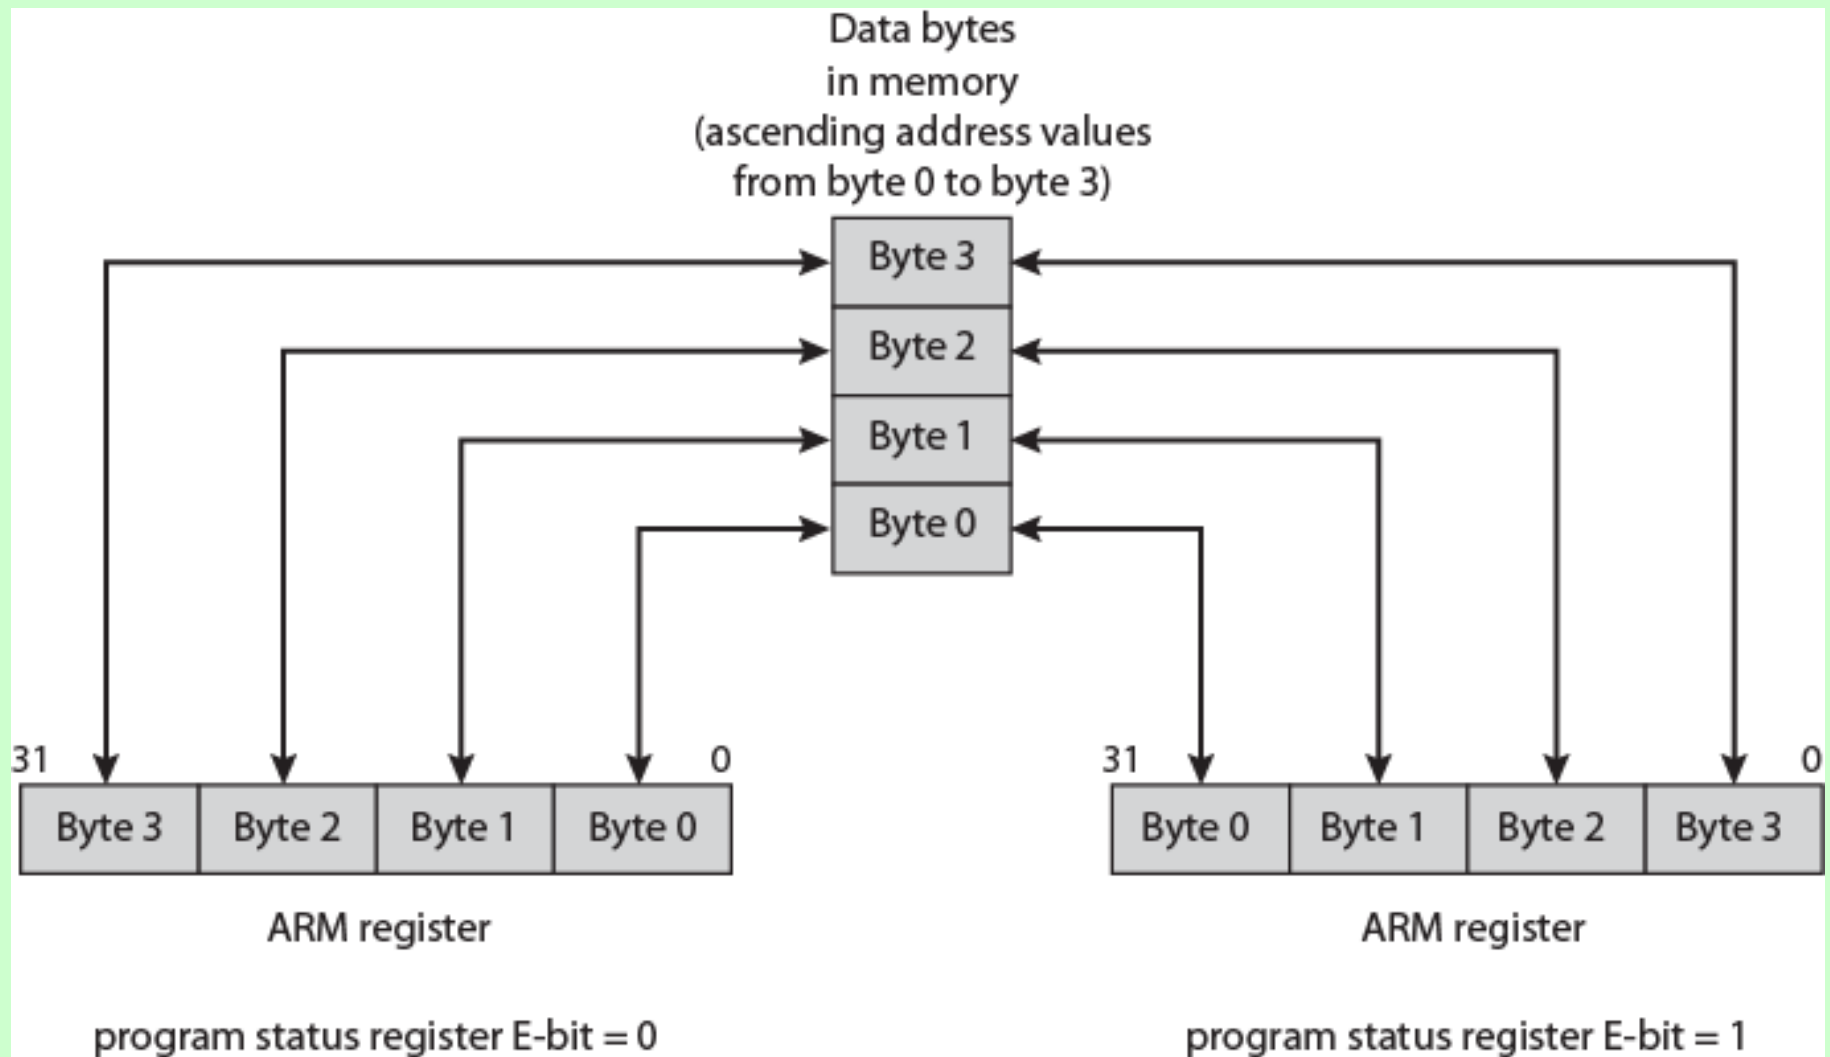 Data bytes
in memory
(ascending address values
from byte 0 to byte 3)
Byte 3
Byte 2
Byte 1
Byte 0
31 0
Byte 3 Byte 2 Byte 1 Byte 0
ARM register
program status register E-bit = 0
31 0
Byte 0 Byte 1 Byte 2 Byte 3
ARM register
program status register E-bit = 1